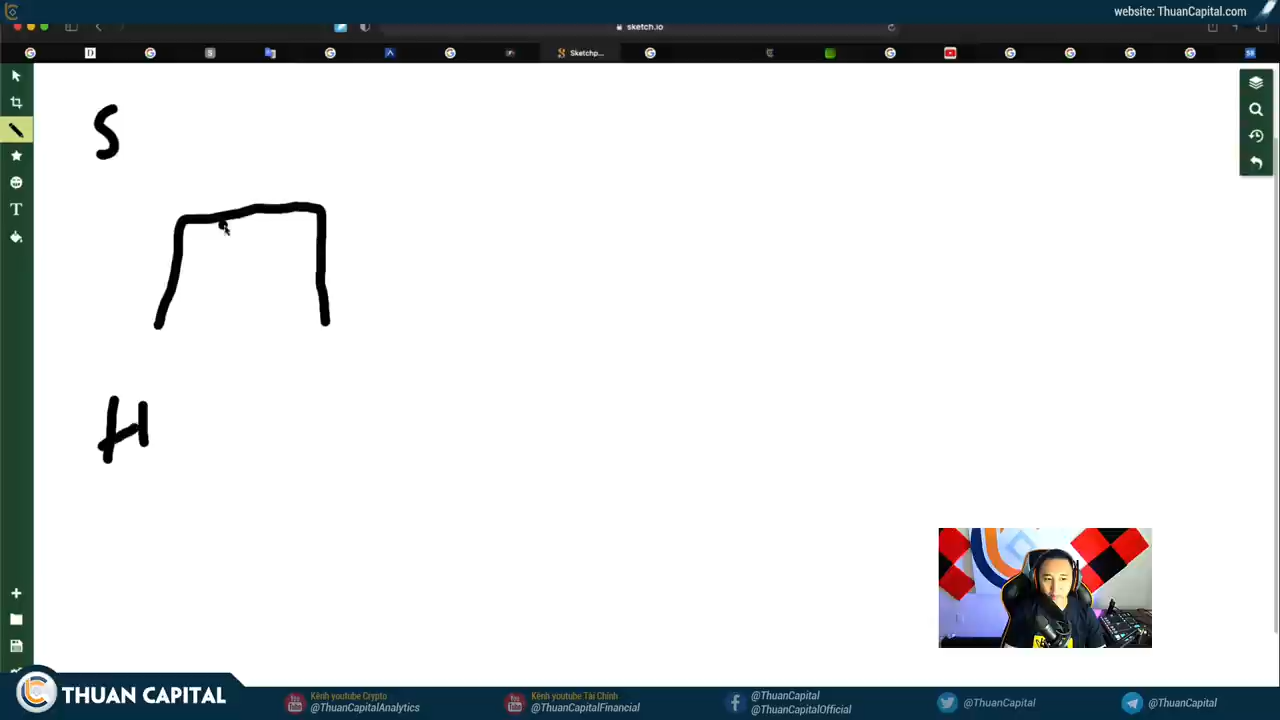 website: ThuanCapital.com
sketch.io
Sketchp...
S
H
THUAN CAPITAL
Kênh youtube Crypto
@ThuanCapitalAnalytics
Kênh youtube Tài Chính
@ThuanCapitalFinancial
@ThuanCapital
@ThuanCapitalOfficial
@ThuanCapital
@ThuanCapital